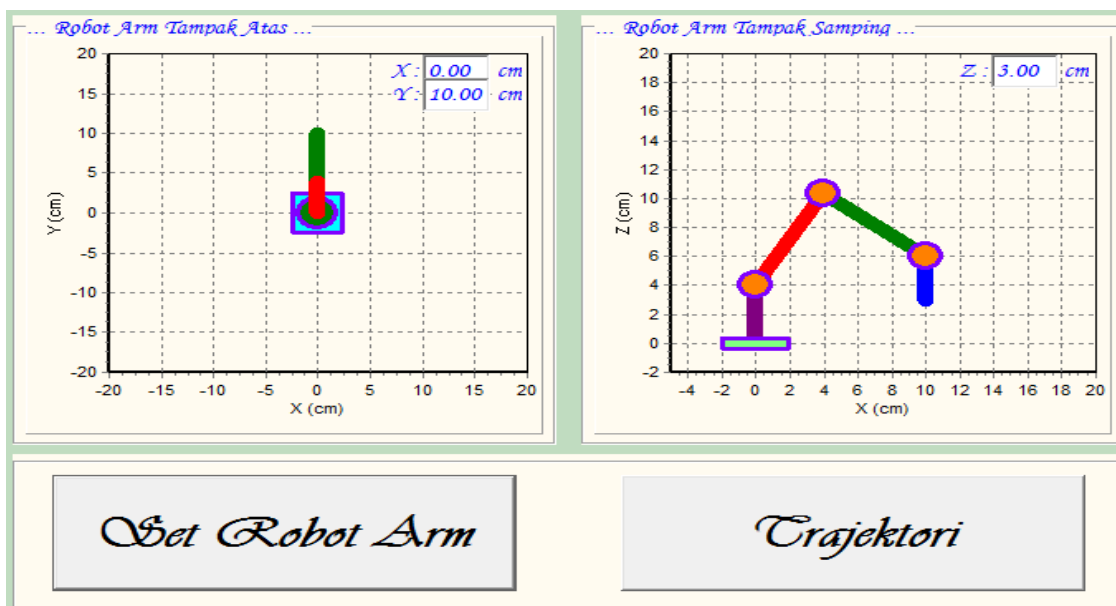 ... Robot Arm Tampak Atas ...
X : 0.00 cm
Y : 10.00 cm
20
15
10
5
0
-5
-10
-15
-20
Y (cm)
-20 -15 -10 -5 0 5 10 15 20
X (cm)
... Robot Arm Tampak Samping ...
Z : 3.00 cm
20
18
16
14
12
10
8
6
4
2
0
-2
Z (cm)
-4 -2 0 2 4 6 8 10 12 14 16 18 20
X (cm)
Set Robot Arm
Trajektori